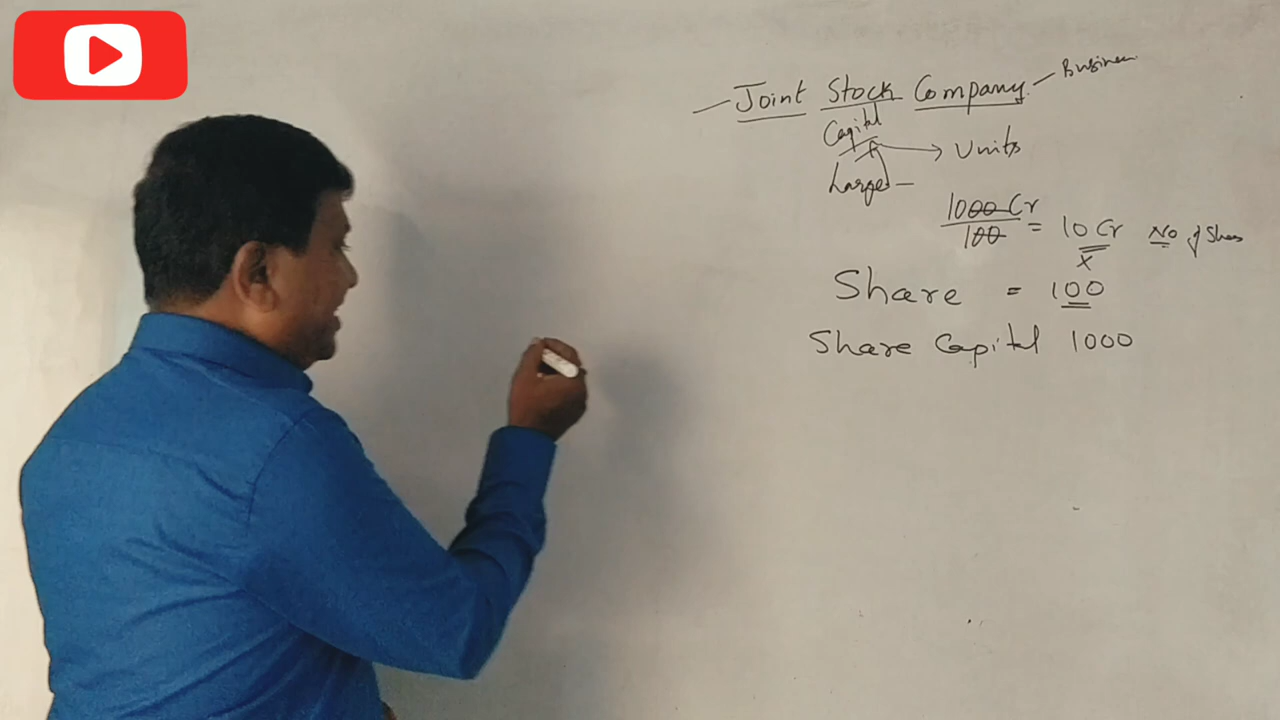 Joint Stock Company - Business
Capital
Units
Large -
1000 Cr
100
= 10 Cr No of Shares
x
Share = 100
Share Capital 1000